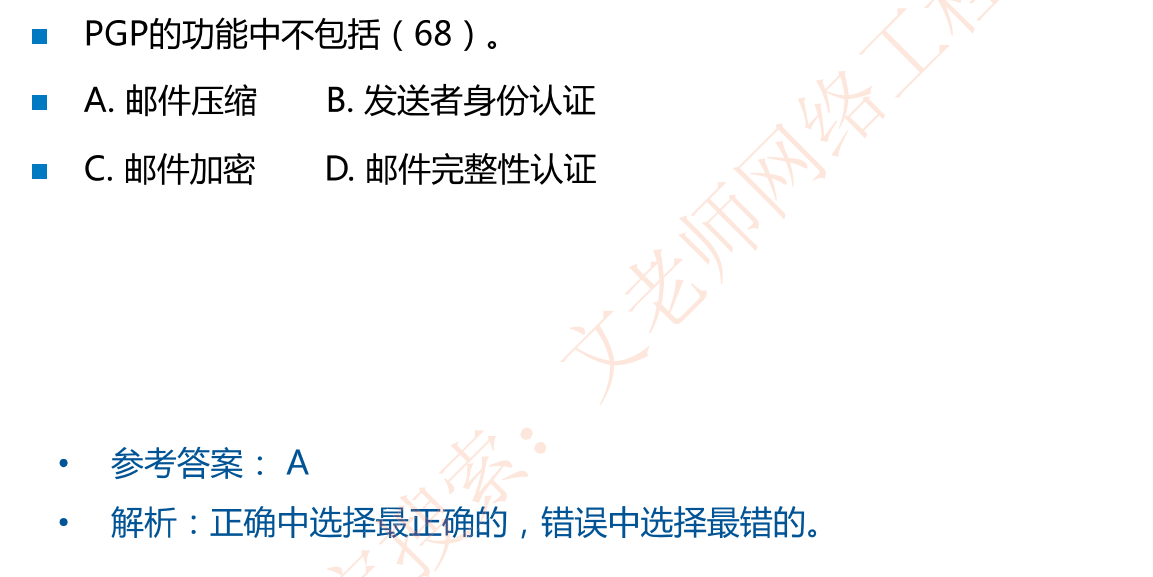 PGP的功能中不包括（68）。
A. 邮件压缩 B. 发送者身份认证
C. 邮件加密 D. 邮件完整性认证
参考答案： A
解析：正确中选择最正确的，错误中选择最错的。
搜索：文老师网络工程